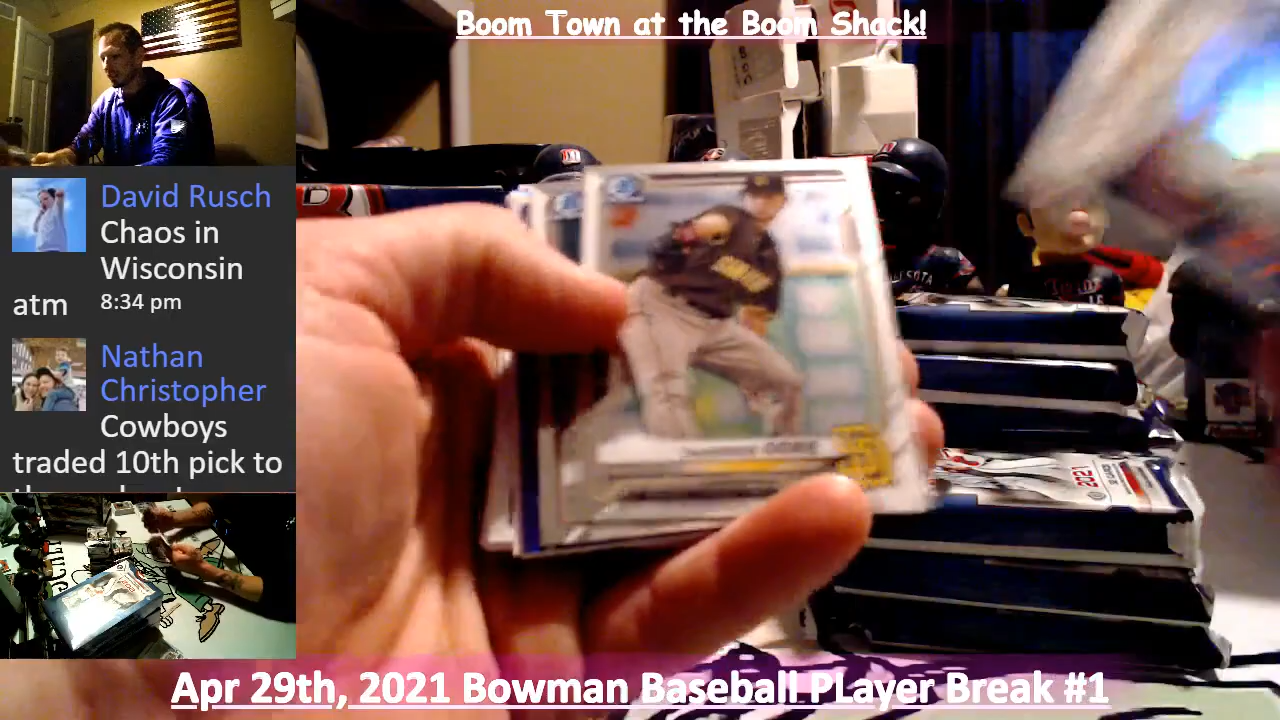 Boom Town at the Boom Shack!
David Rusch
Chaos in
Wisconsin
atm
8:34 pm
Nathan
Christopher
Cowboys
traded 10th pick to
2021
Apr 29th, 2021 Bowman Baseball PLayer Break #1